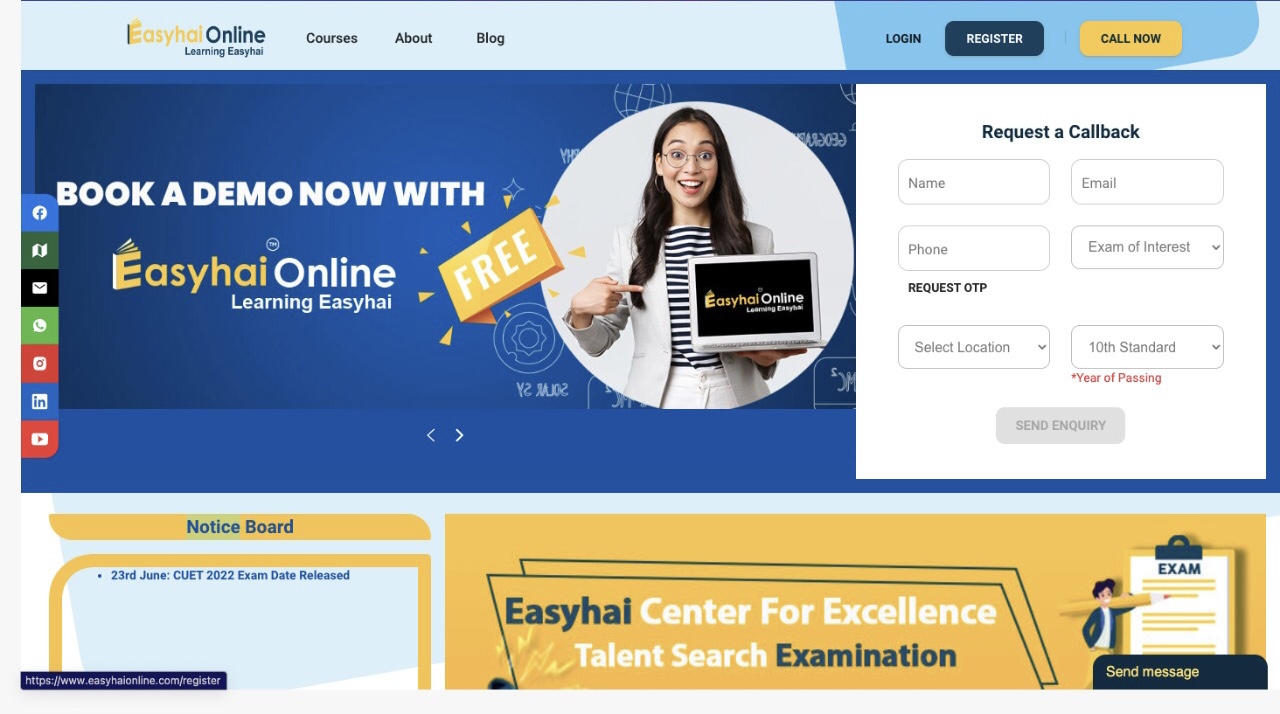 Easyhai Online
Learning Easyhai
Courses
About
Blog
LOGIN
REGISTER
CALL NOW
BOOK A DEMO NOW WITH
Easyhai Online
TM
Learning Easyhai
FREE
Easyhai Online
Learning Easyhai
Request a Callback
Name
Email
Phone
Exam of Interest
REQUEST OTP
Select Location
10th Standard
*Year of Passing
SEND ENQUIRY
Notice Board
• 23rd June: CUET 2022 Exam Date Released
EXAM
Easyhai Center For Excellence
Talent Search Examination
Send message
https://www.easyhaionline.com/register